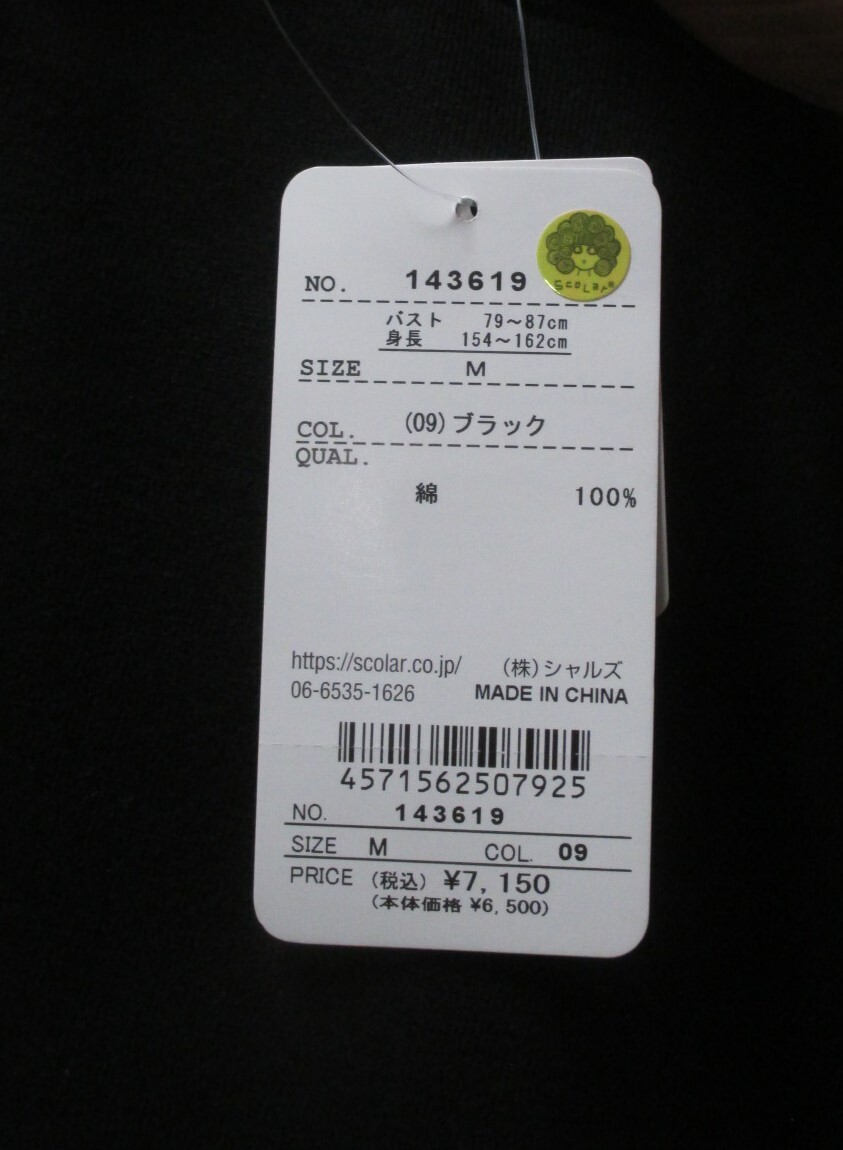 NO. 143619
ScoLar
バスト 79～87cm
身長 154～162cm
SIZE M
COL. (09)ブラック
QUAL.
綿 100%
https://scolar.co.jp/ (株)シャルズ
06-6535-1626 MADE IN CHINA
4571562507925
NO. 143619
SIZE M COL. 09
PRICE (税込) ¥7,150
(本体価格 ¥6,500)